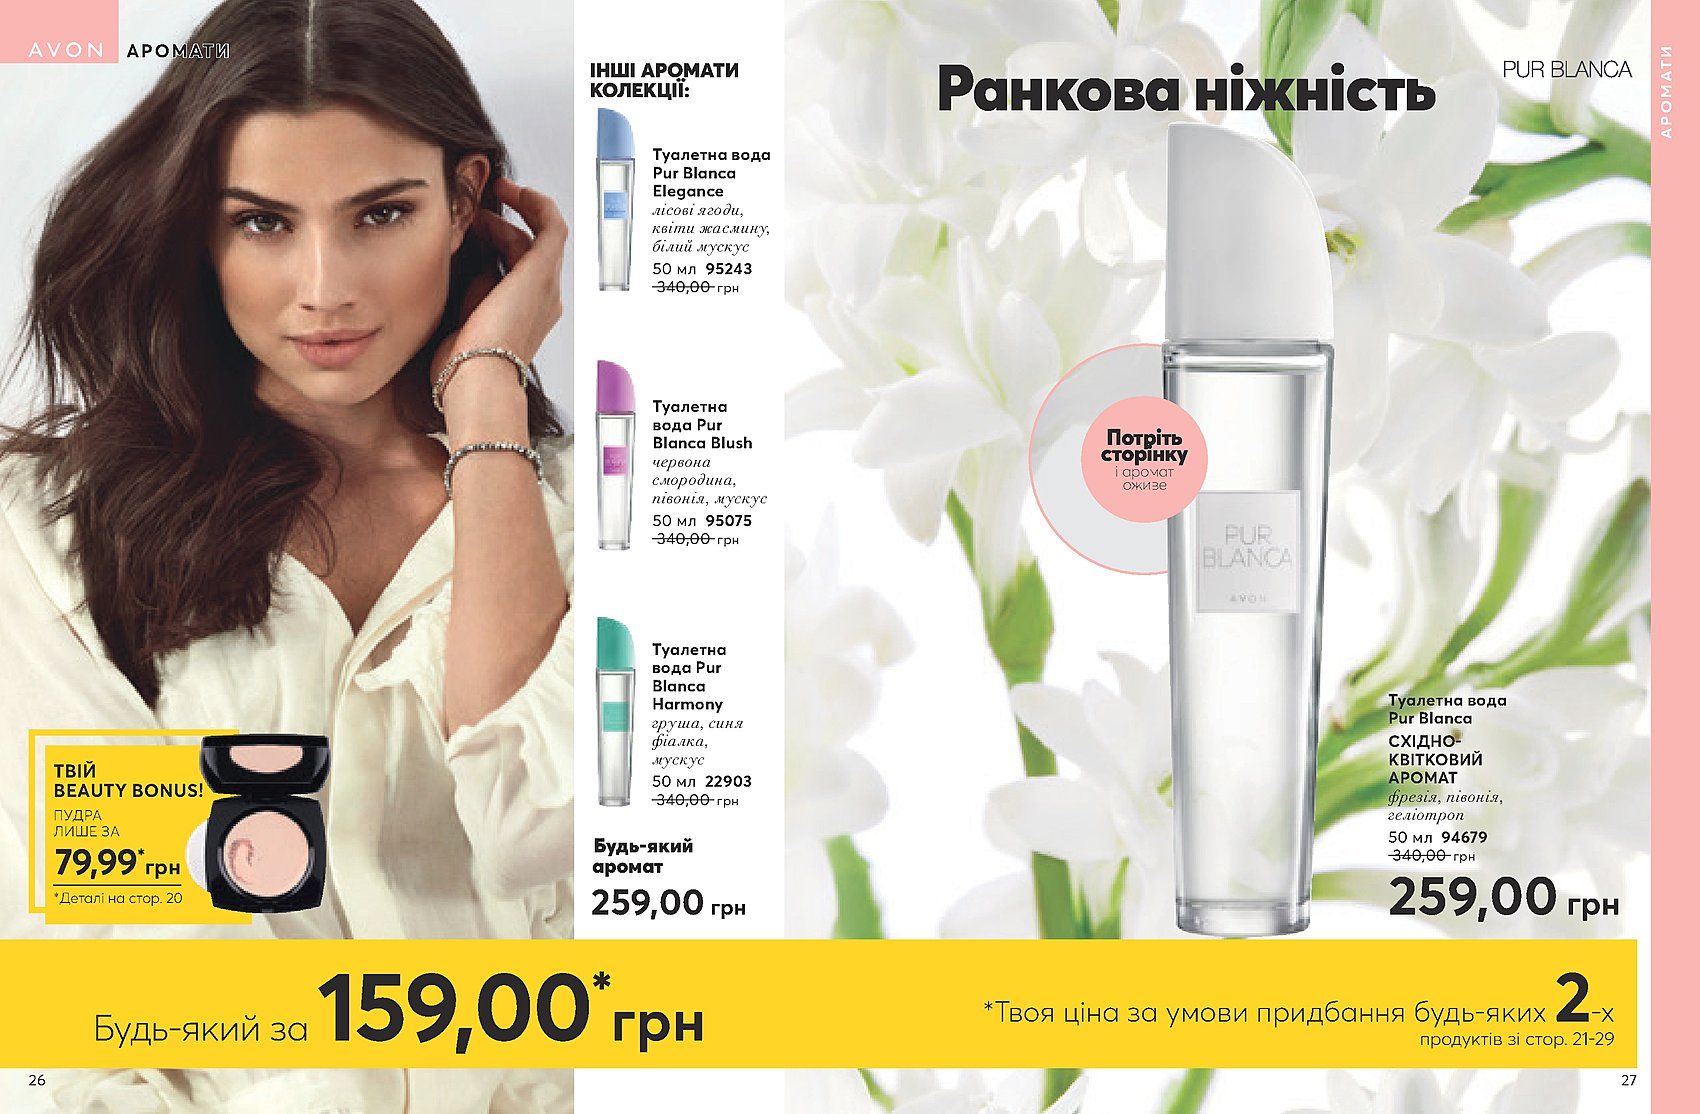 AVON АРОМАТИ
ІНШІ АРОМАТИ
КОЛЕКЦІЇ:
Туалетна вода
Pur Blanca
Elegance
лісові ягоди,
квіти жасмину,
білий мускус
50 мл 95243
340,00 грн
Туалетна
вода Pur
Blanca Blush
червона
смородина,
півонія, мускус
50 мл 95075
340,00 грн
Туалетна
вода Pur
Blanca
Harmony
груша, синя
фіалка,
мускус
50 мл 22903
340,00 грн
Будь-який
аромат
259,00 грн
ТВІЙ
BEAUTY BONUS!
ПУДРА
ЛИШЕ ЗА
79,99* грн
*Деталі на стор. 20
Ранкова ніжність
PUR BLANCA
АРОМАТИ
Потріть
сторінку
і аромат
оживе
PUR
BLANCA
AVON
Туалетна вода
Pur Blanca
СХІДНО-
КВІТКОВИЙ
АРОМАТ
фрезія, півонія,
геліотроп
50 мл 94679
340,00 грн
259,00 грн
Будь-який за 159,00* грн
*Твоя ціна за умови придбання будь-яких 2-х
продуктів зі стор. 21-29
26
27